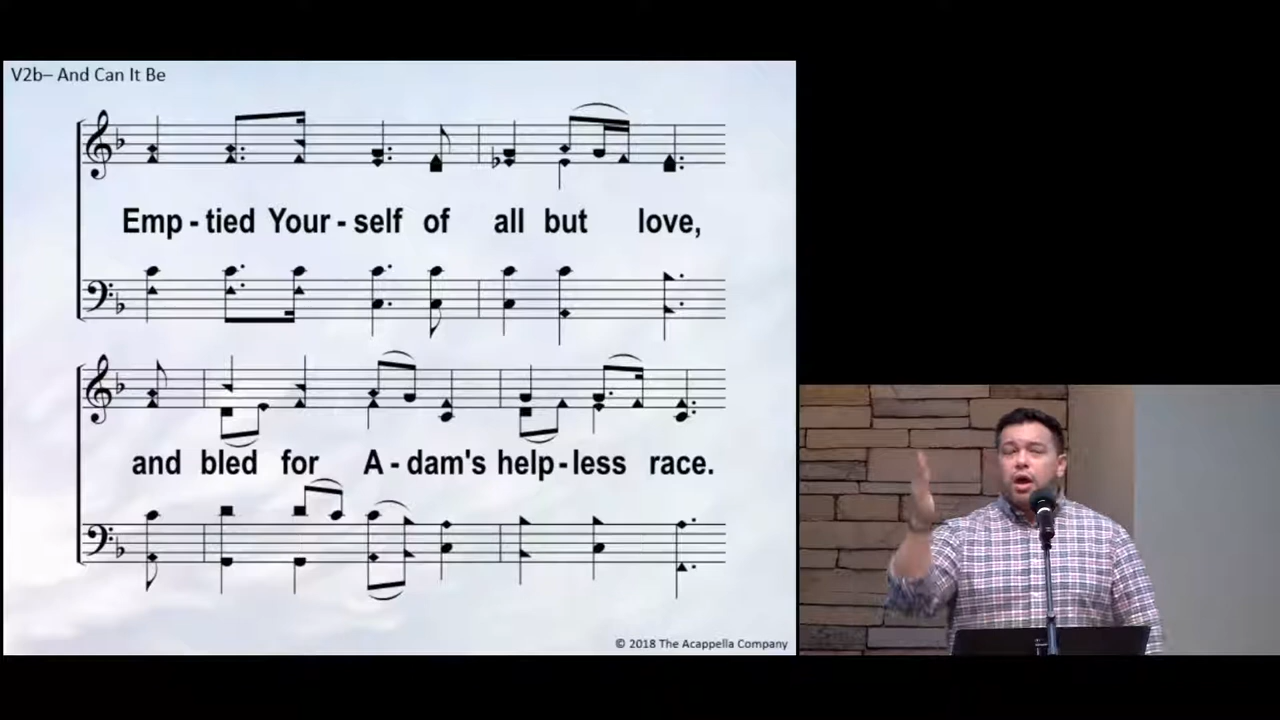 V2b– And Can It Be
Emp - tied Your - self of all but love,
and bled for A - dam's help - less race.
© 2018 The Acappella Company